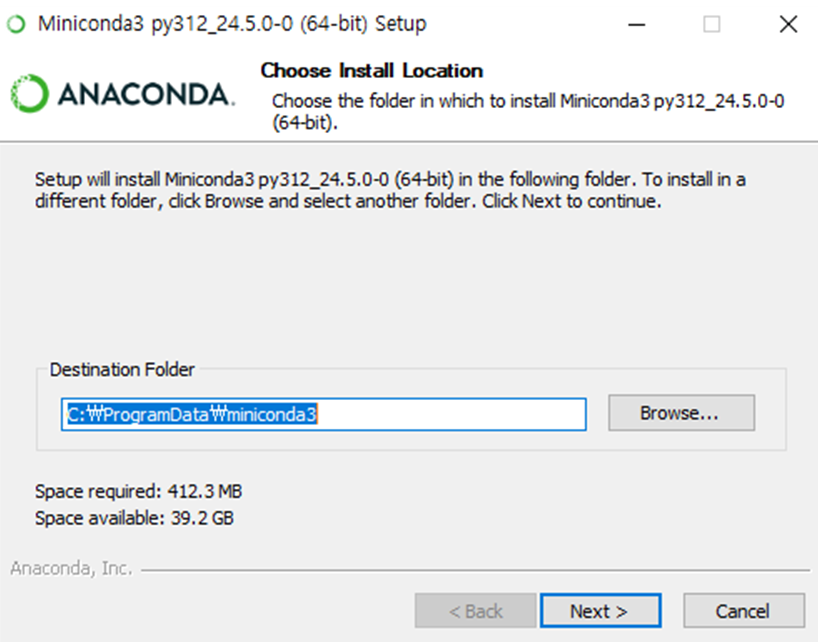 Miniconda3 py312_24.5.0-0 (64-bit) Setup
ANACONDA.
Choose Install Location
Choose the folder in which to install Miniconda3 py312_24.5.0-0
(64-bit).
Setup will install Miniconda3 py312_24.5.0-0 (64-bit) in the following folder. To install in a
different folder, click Browse and select another folder. Click Next to continue.
Destination Folder
C:₩ProgramData₩miniconda3
Browse...
Space required: 412.3 MB
Space available: 39.2 GB
Anaconda, Inc.
< Back
Next >
Cancel